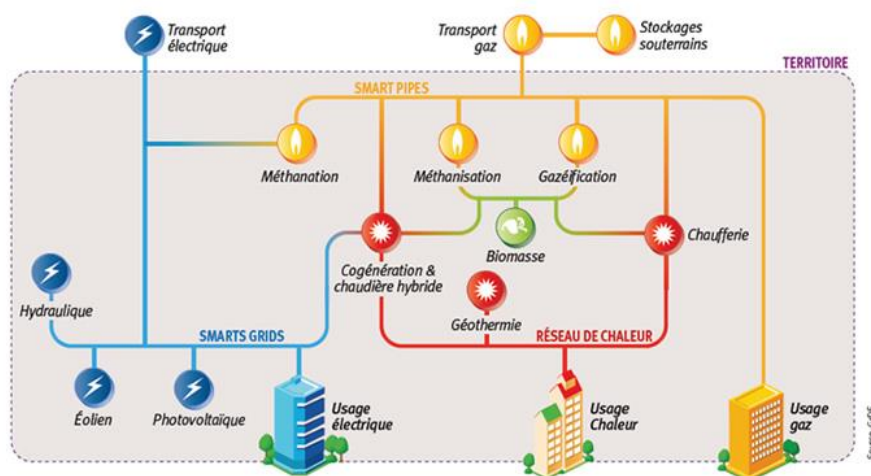 Transport
électrique
Transport
gaz
Stockages
souterrains
TERRITOIRE
SMART PIPES
Méthanation
Méthanisation
Gazéification
Biomasse
Chaufferie
Cogénération &
chaudière hybride
Hydraulique
Géothermie
SMARTS GRIDS
RÉSEAU DE CHALEUR
Éolien
Photovoltaïque
Usage
électrique
Usage
Chaleur
Usage
gaz